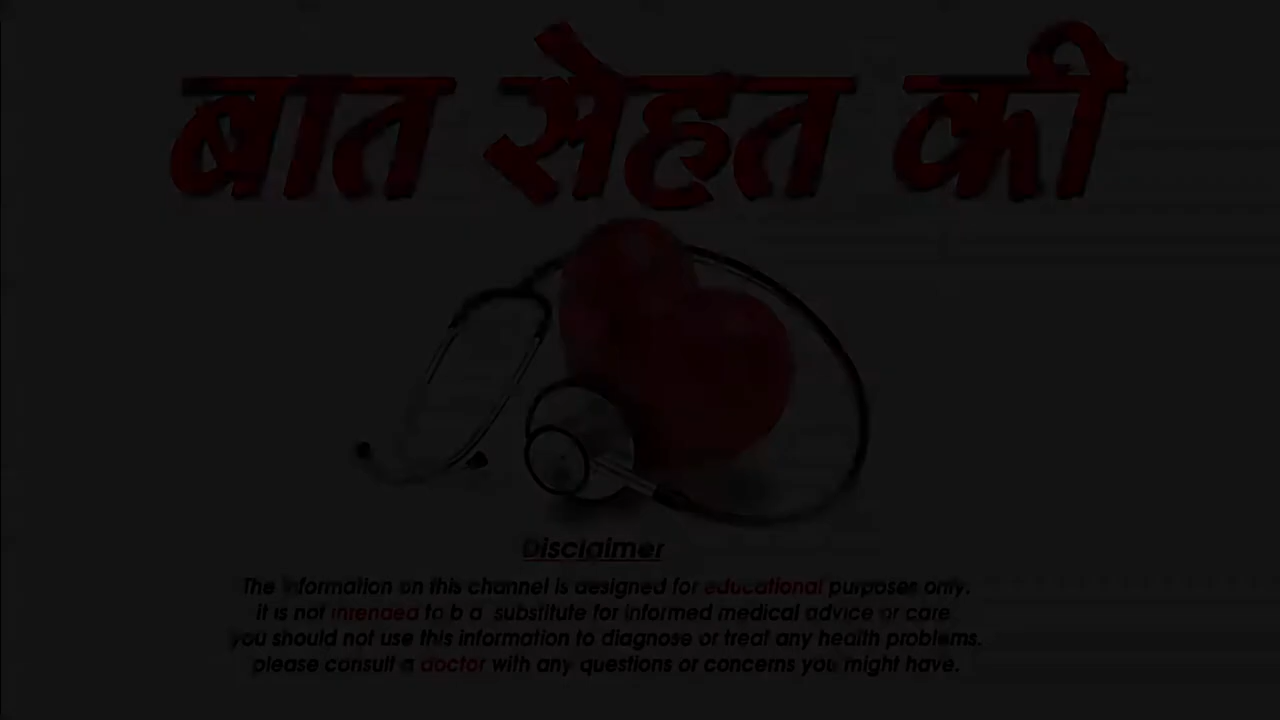 बात सेहत की
Disclaimer
The information on this channel is designed for educational purposes only.
it is not intended to b a substitute for informed medical advice or care
you should not use this information to diagnose or treat any health problems.
please consult a doctor with any questions or concerns you might have.